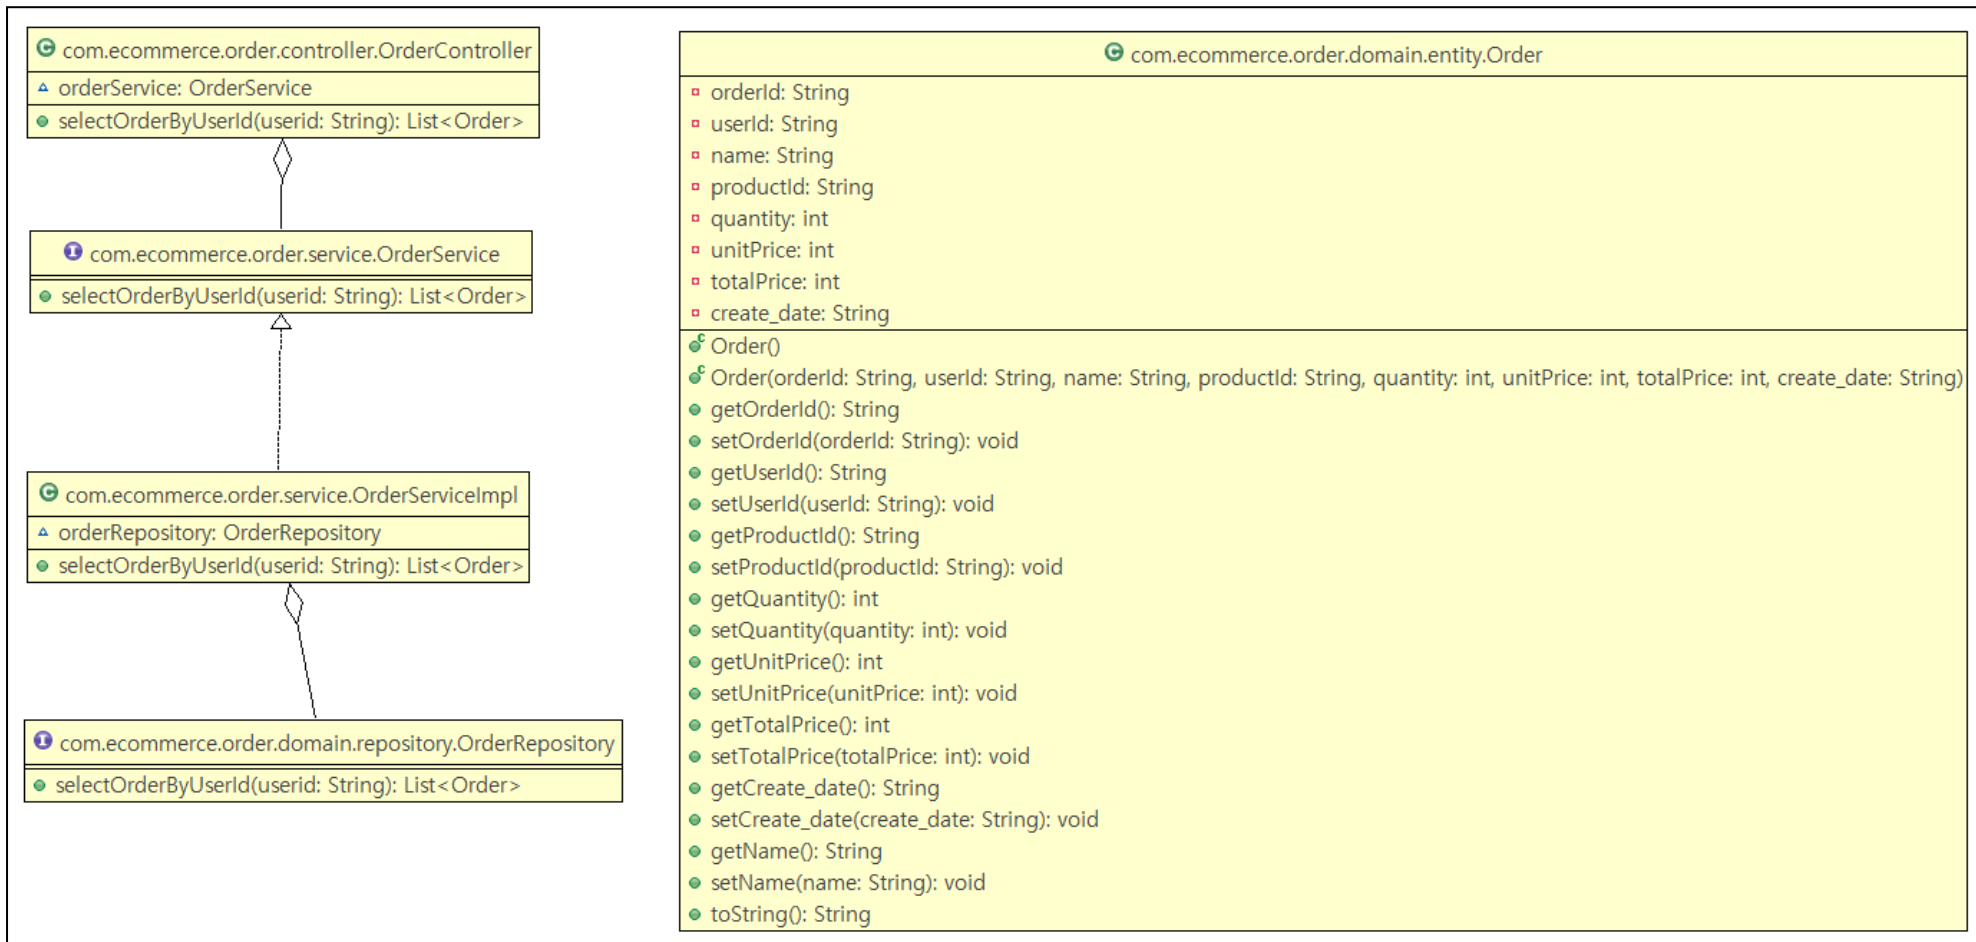 com.ecommerce.order.controller.OrderController
orderService: OrderService
selectOrderByUserId(userid: String): List<Order>
com.ecommerce.order.service.OrderService
selectOrderByUserId(userid: String): List<Order>
com.ecommerce.order.service.OrderServiceImpl
orderRepository: OrderRepository
selectOrderByUserId(userid: String): List<Order>
com.ecommerce.order.domain.repository.OrderRepository
selectOrderByUserId(userid: String): List<Order>
com.ecommerce.order.domain.entity.Order
orderId: String
userId: String
name: String
productId: String
quantity: int
unitPrice: int
totalPrice: int
create_date: String
Order()
Order(orderId: String, userId: String, name: String, productId: String, quantity: int, unitPrice: int, totalPrice: int, create_date: String)
getOrderId(): String
setOrderId(orderId: String): void
getUserId(): String
setUserId(userId: String): void
getProductId(): String
setProductId(productId: String): void
getQuantity(): int
setQuantity(quantity: int): void
getUnitPrice(): int
setUnitPrice(unitPrice: int): void
getTotalPrice(): int
setTotalPrice(totalPrice: int): void
getCreate_date(): String
setCreate_date(create_date: String): void
getName(): String
setName(name: String): void
toString(): String